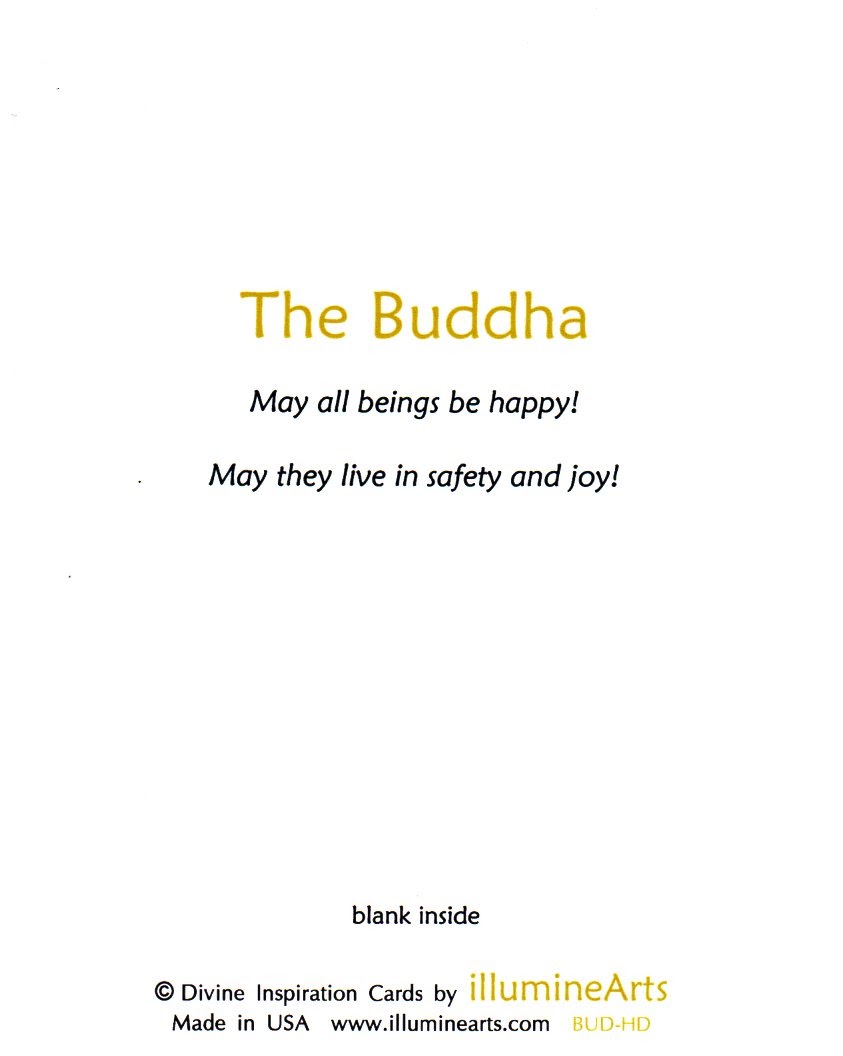 The Buddha
May all beings be happy!
May they live in safety and joy!
blank inside
© Divine Inspiration Cards by illumineArts
Made in USA www.illuminearts.com BUD-HD